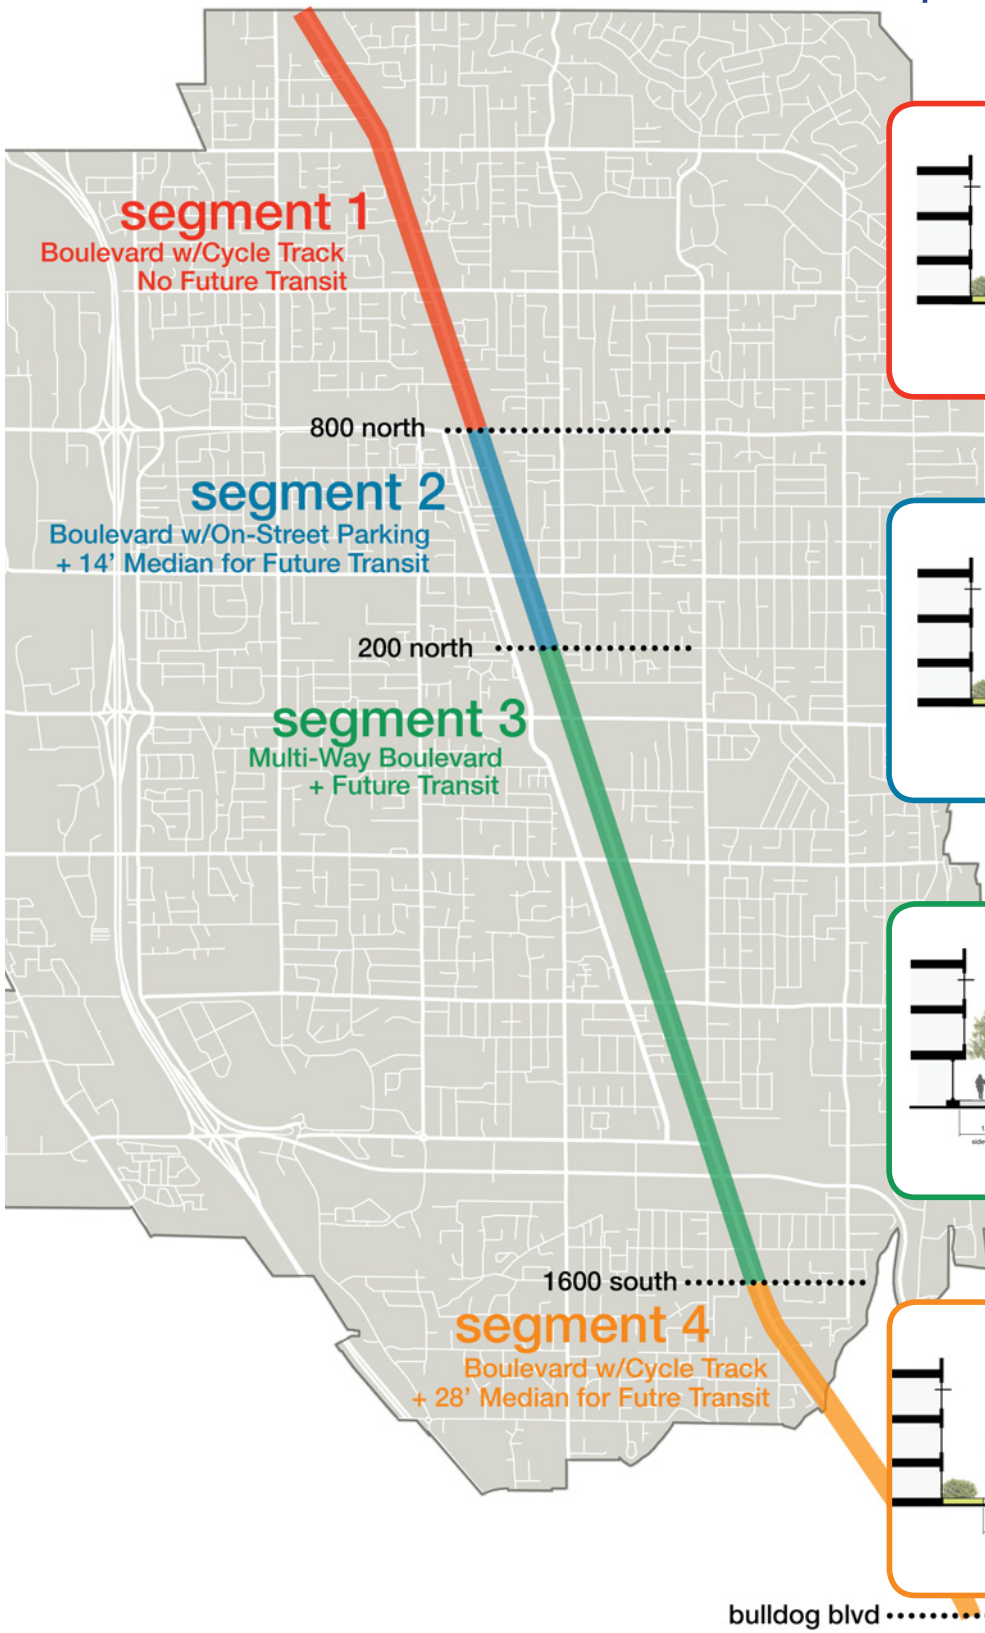 segment 1
Boulevard w/Cycle Track
No Future Transit
800 north
segment 2
Boulevard w/On-Street Parking
+ 14’ Median for Future Transit
200 north
segment 3
Multi-Way Boulevard
+ Future Transit
1600 south
segment 4
Boulevard w/Cycle Track
+ 28’ Median for Futre Transit
bulldog blvd